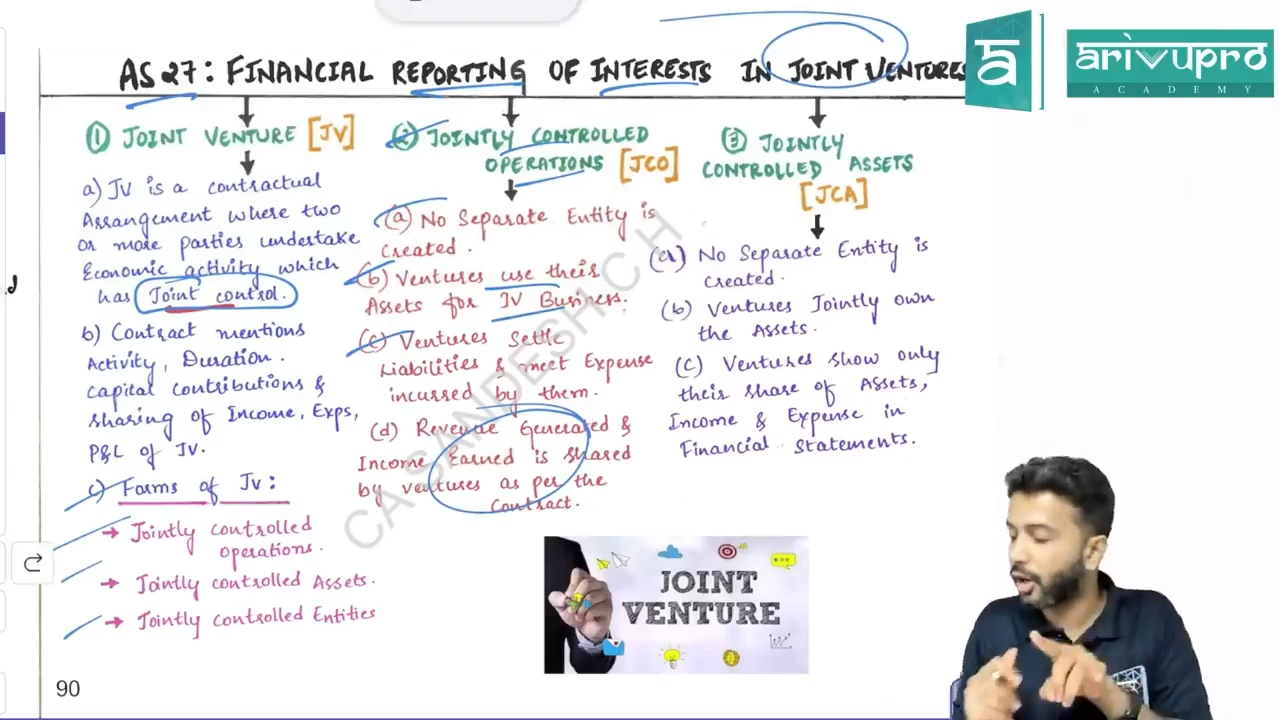 AS 27: FINANCIAL REPORTING OF INTERESTS IN JOINT VENTURES
ā
arivupro
ACADEMY
① JOINT VENTURE [JV]
a) JV is a contractual
Arrangement where two
or more parties undertake
Economic activity which
has Joint control.
b) Contract mentions
Activity, Duration.
capital contributions &
sharing of Income, Exps,
P&L of JV.
c) Forms of JV:
→ Jointly controlled
operations.
→ Jointly controlled Assets.
→ Jointly controlled Entities
② JOINTLY CONTROLLED
OPERATIONS [JCO]
(a) No Separate Entity is
created.
(b) Ventures use their
Assets for JV Business.
(c) Ventures Settle
Liabilities & meet Expense
incurred by them.
(d) Revenue Generated &
Income Earned is shared
by ventures as per the
Contract.
③ JOINTLY
CONTROLLED ASSETS
[JCA]
(a) No Separate Entity is
created.
(b) Ventures Jointly own
the Assets.
(c) Ventures show only
their share of Assets,
Income & Expense in
Financial Statements.
CA SANDESH.C.H
JOINT
VENTURE
90